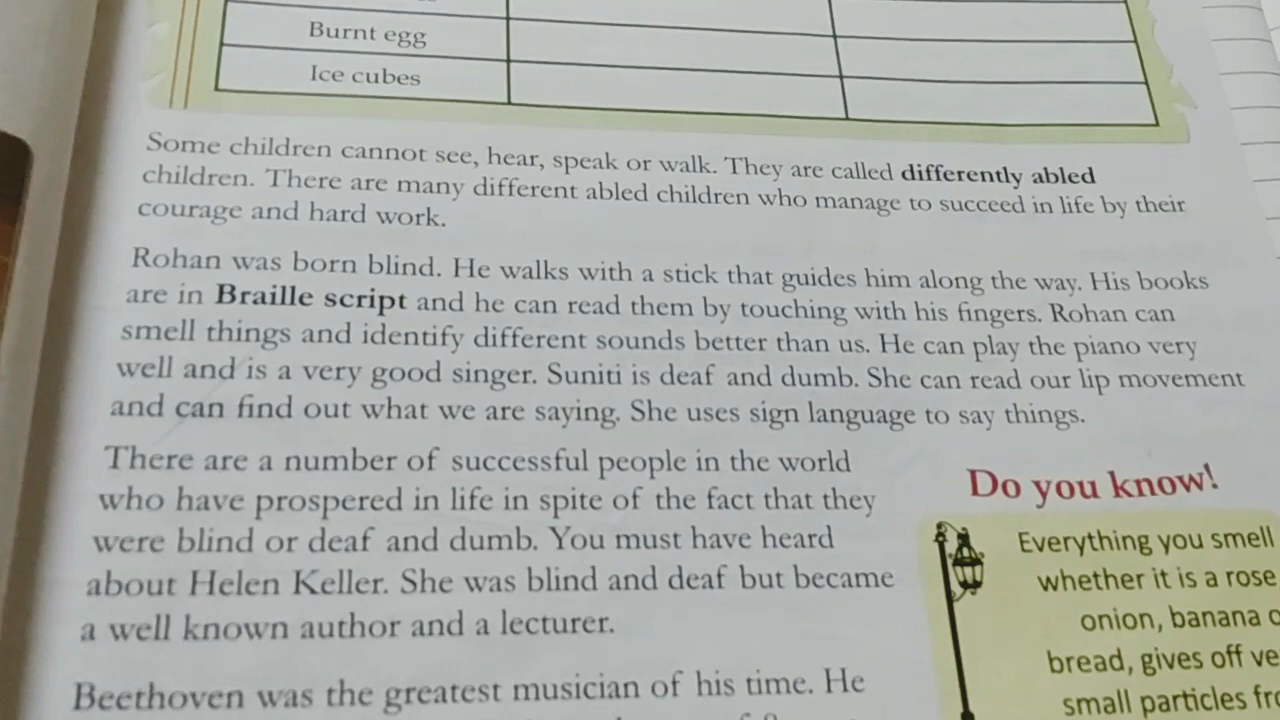 Burnt egg
Ice cubes
Some children cannot see, hear, speak or walk. They are called differently abled
children. There are many different abled children who manage to succeed in life by their
courage and hard work.
Rohan was born blind. He walks with a stick that guides him along the way. His books
are in Braille script and he can read them by touching with his fingers. Rohan can
smell things and identify different sounds better than us. He can play the piano very
well and is a very good singer. Suniti is deaf and dumb. She can read our lip movement
and can find out what we are saying. She uses sign language to say things.
There are a number of successful people in the world
who have prospered in life in spite of the fact that they
were blind or deaf and dumb. You must have heard
about Helen Keller. She was blind and deaf but became
a well known author and a lecturer.
Beethoven was the greatest musician of his time. He
Do you know!
Everything you smell
whether it is a rose
onion, banana
bread, gives off
small particles